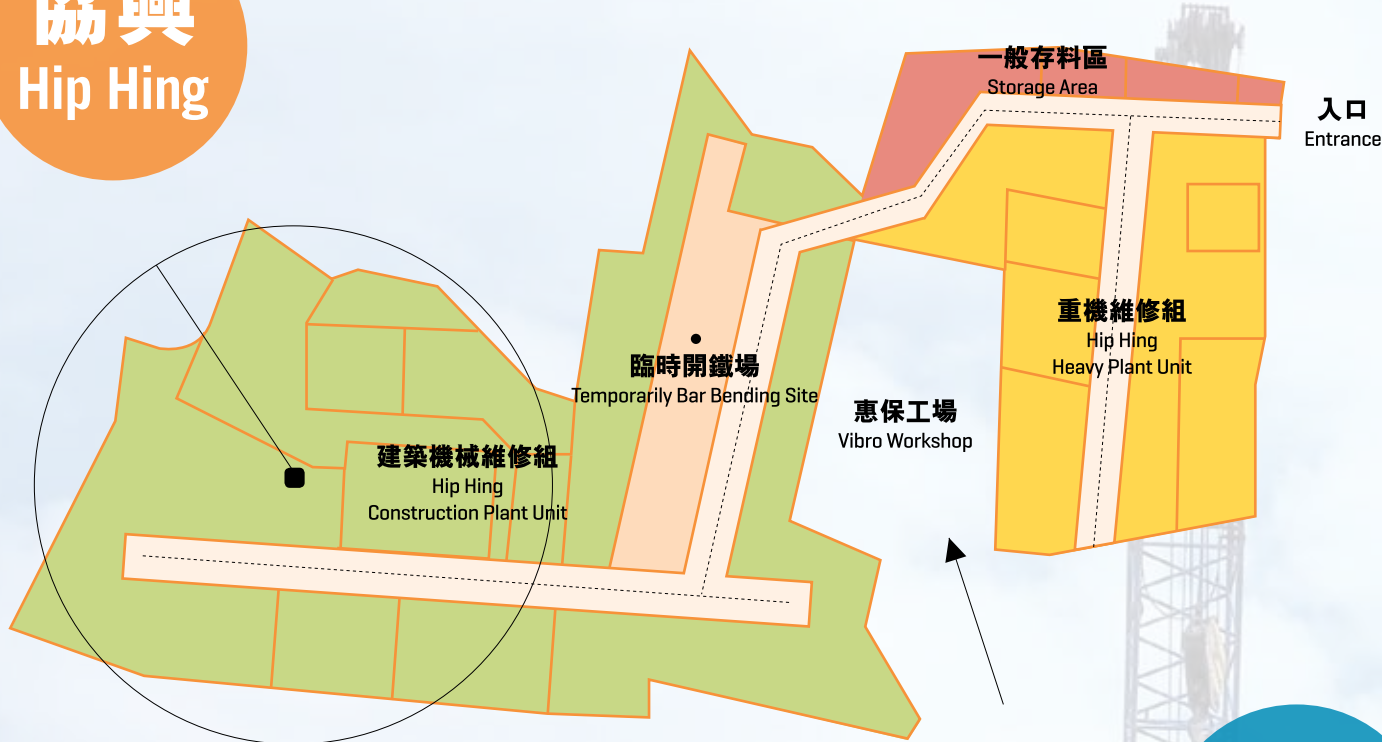 協興
Hip Hing
一般存料區
Storage Area
入口
Entrance
重機維修組
Hip Hing
Heavy Plant Unit
臨時開鐵場
Temporarily Bar Bending Site
惠保工場
Vibro Workshop
建築機械維修組
Hip Hing
Construction Plant Unit